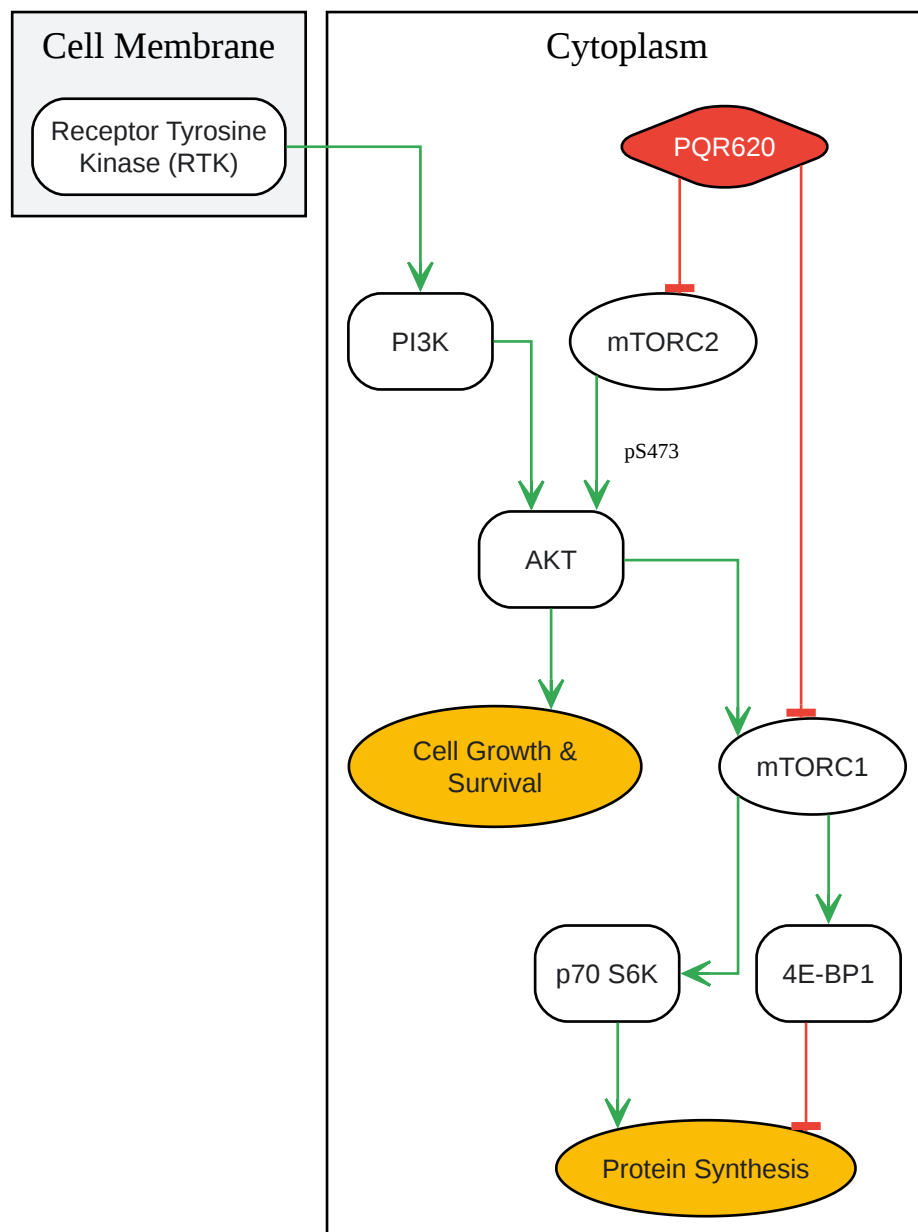 Cell Membrane
Cytoplasm
Receptor Tyrosine
Kinase (RTK)
PQR620
PI3K
mTORC2
pS473
AKT
Cell Growth &
Survival
mTORC1
p70 S6K
4E-BP1
Protein Synthesis